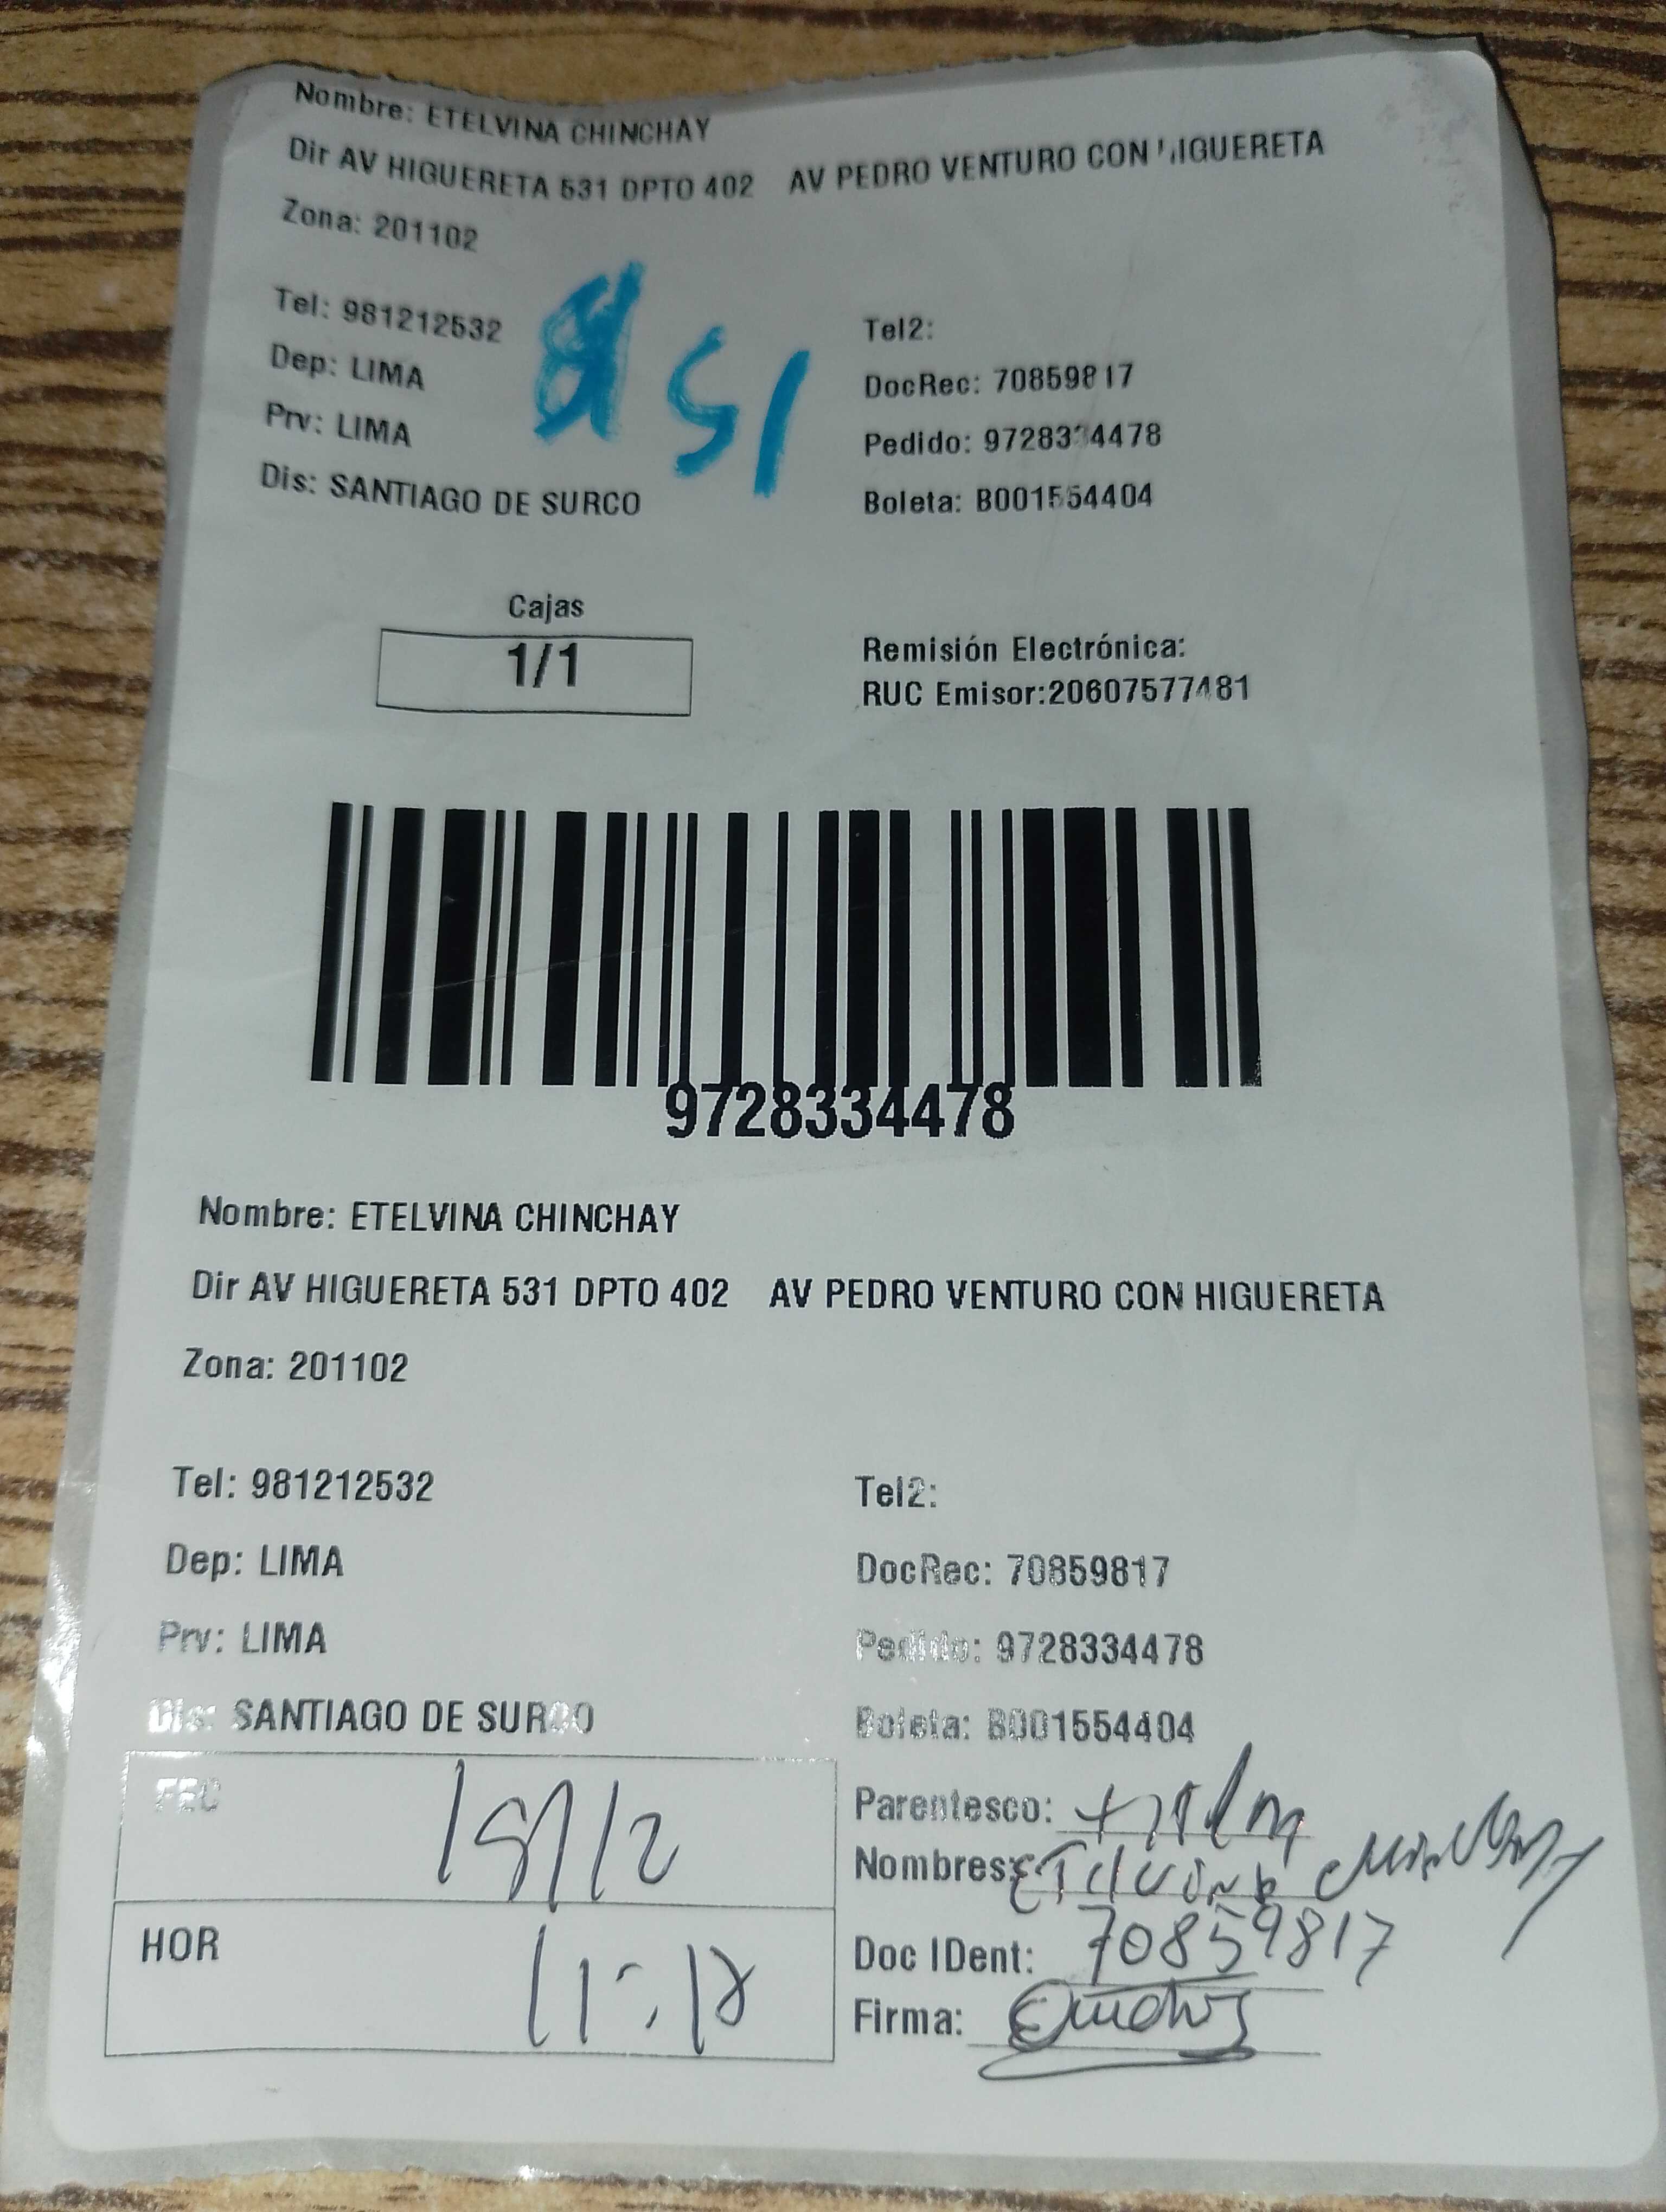 Nombre: ETELVINA CHINCHAY
Dir AV HIGUERETA 531 DPTO 402 AV PEDRO VENTURO CON HIGUERETA
Zona: 201102
Tel: 981212532
Tel2:
Dep: LIMA
DocRec: 70859817
Prv: LIMA
Pedido: 9728334478
Dis: SANTIAGO DE SURCO
Boleta: B001554404
51
Cajas
1/1
Remisión Electrónica:
RUC Emisor:20607577481
9728334478
Nombre: ETELVINA CHINCHAY
Dir AV HIGUERETA 531 DPTO 402 AV PEDRO VENTURO CON HIGUERETA
Zona: 201102
Tel: 981212532
Tel2:
Dep: LIMA
DocRec: 70859817
Prv: LIMA
Pedido: 9728334478
Dis: SANTIAGO DE SURCO
Boleta: B001554404
FEC
Parentesco:
Nombres: Etelvina Chinchay
HOR
Doc IDent: 70859817
Firma: